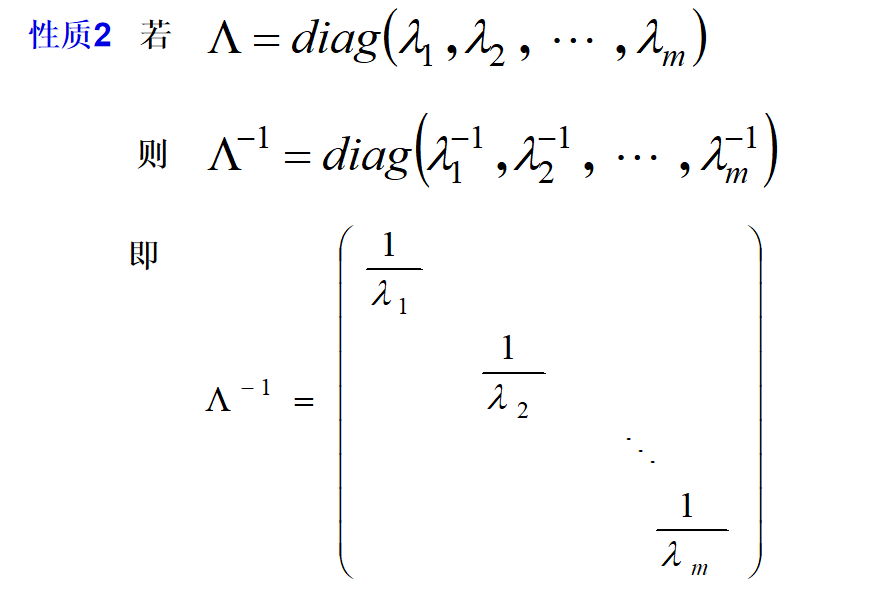 性质2 若 Λ = diag(λ₁, λ₂, ⋯, λₘ)
则 Λ⁻¹ = diag(λ₁⁻¹, λ₂⁻¹, ⋯, λₘ⁻¹)
即
Λ⁻¹ = ( 1/λ₁
1/λ₂
⋱
1/λₘ )